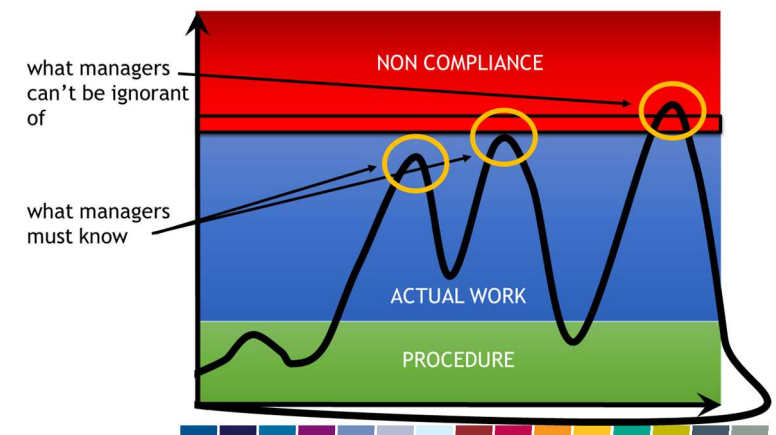 NON COMPLIANCE
what managers
can't be ignorant
of
what managers
must know
ACTUAL WORK
PROCEDURE